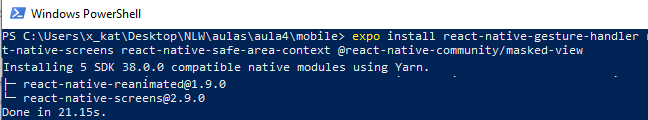 Windows PowerShell
PS C:\Users\x_kat\Desktop\NLW\aulas\aula4\mobile> expo install react-native-gesture-handler
t-native-screens react-native-safe-area-context @react-native-community/masked-view
Installing 5 SDK 38.0.0 compatible native modules using Yarn.
├─ react-native-reanimated@1.9.0
└─ react-native-screens@2.9.0
Done in 21.15s.